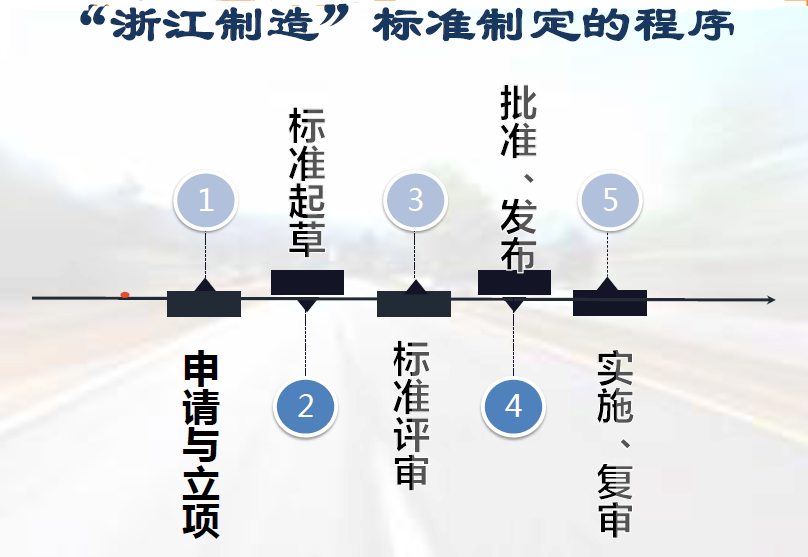 “浙江制造”标准制定的程序
1
申请与立项
标准起草
2
3
标准评审
批准、发布
4
5
实施、复审